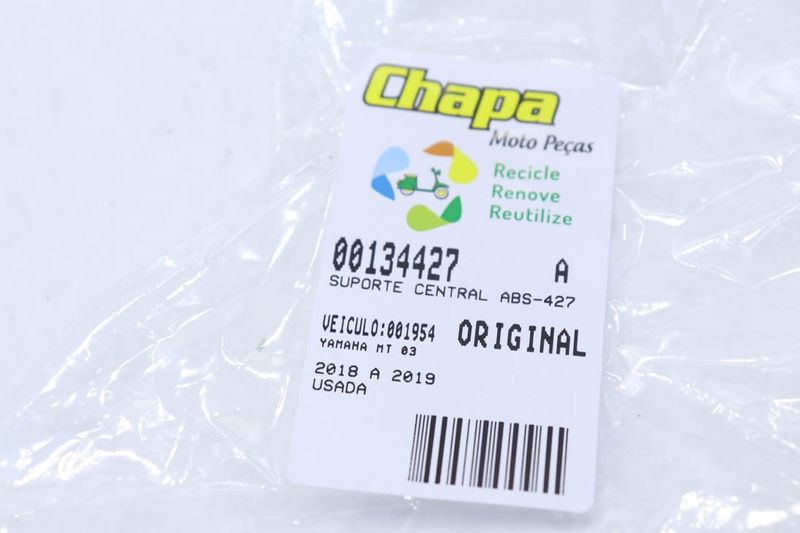 Chapa
Moto Peças
Recicle
Renove
Reutilize
00134427 A
SUPORTE CENTRAL ABS-427
VEICULO:001954 ORIGINAL
YAMAHA MT 03
2018 A 2019
USADA